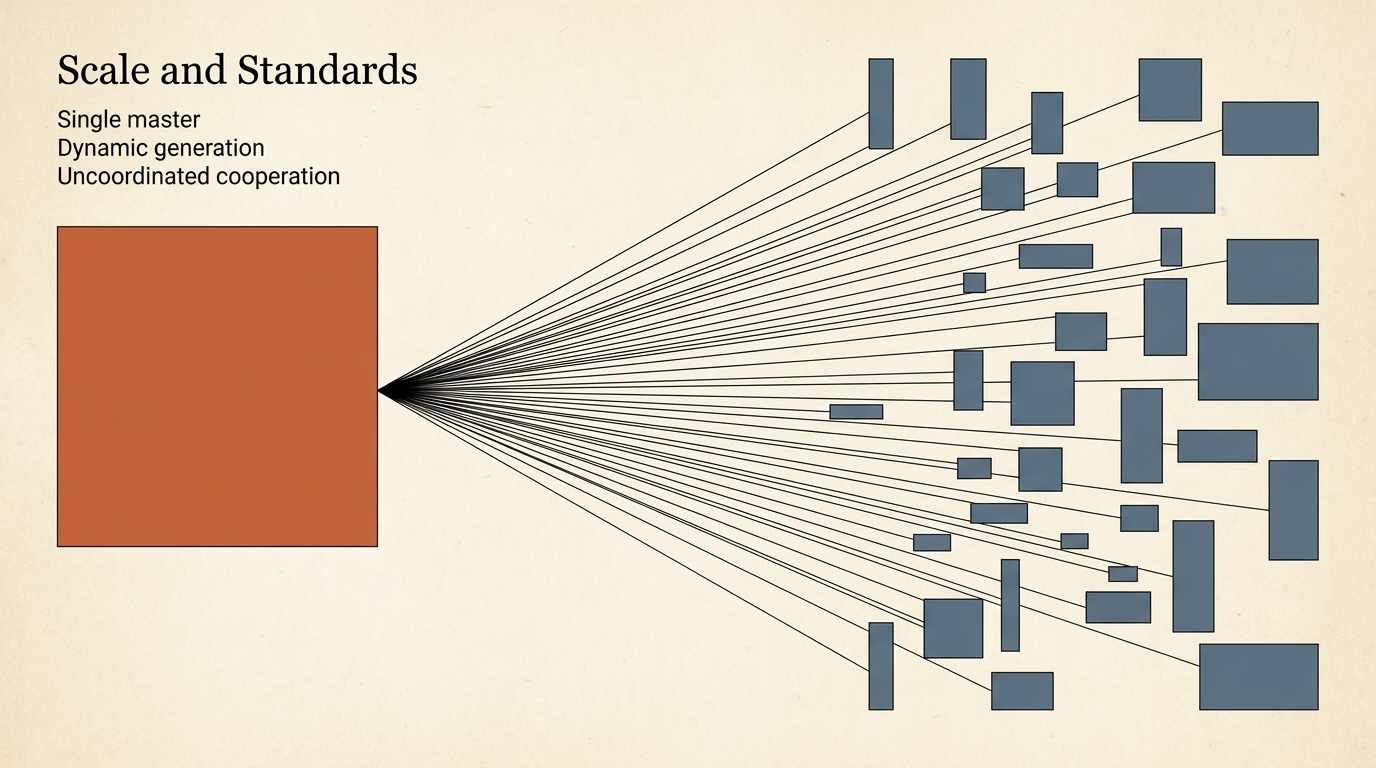 Scale and Standards
Single master
Dynamic generation
Uncoordinated cooperation